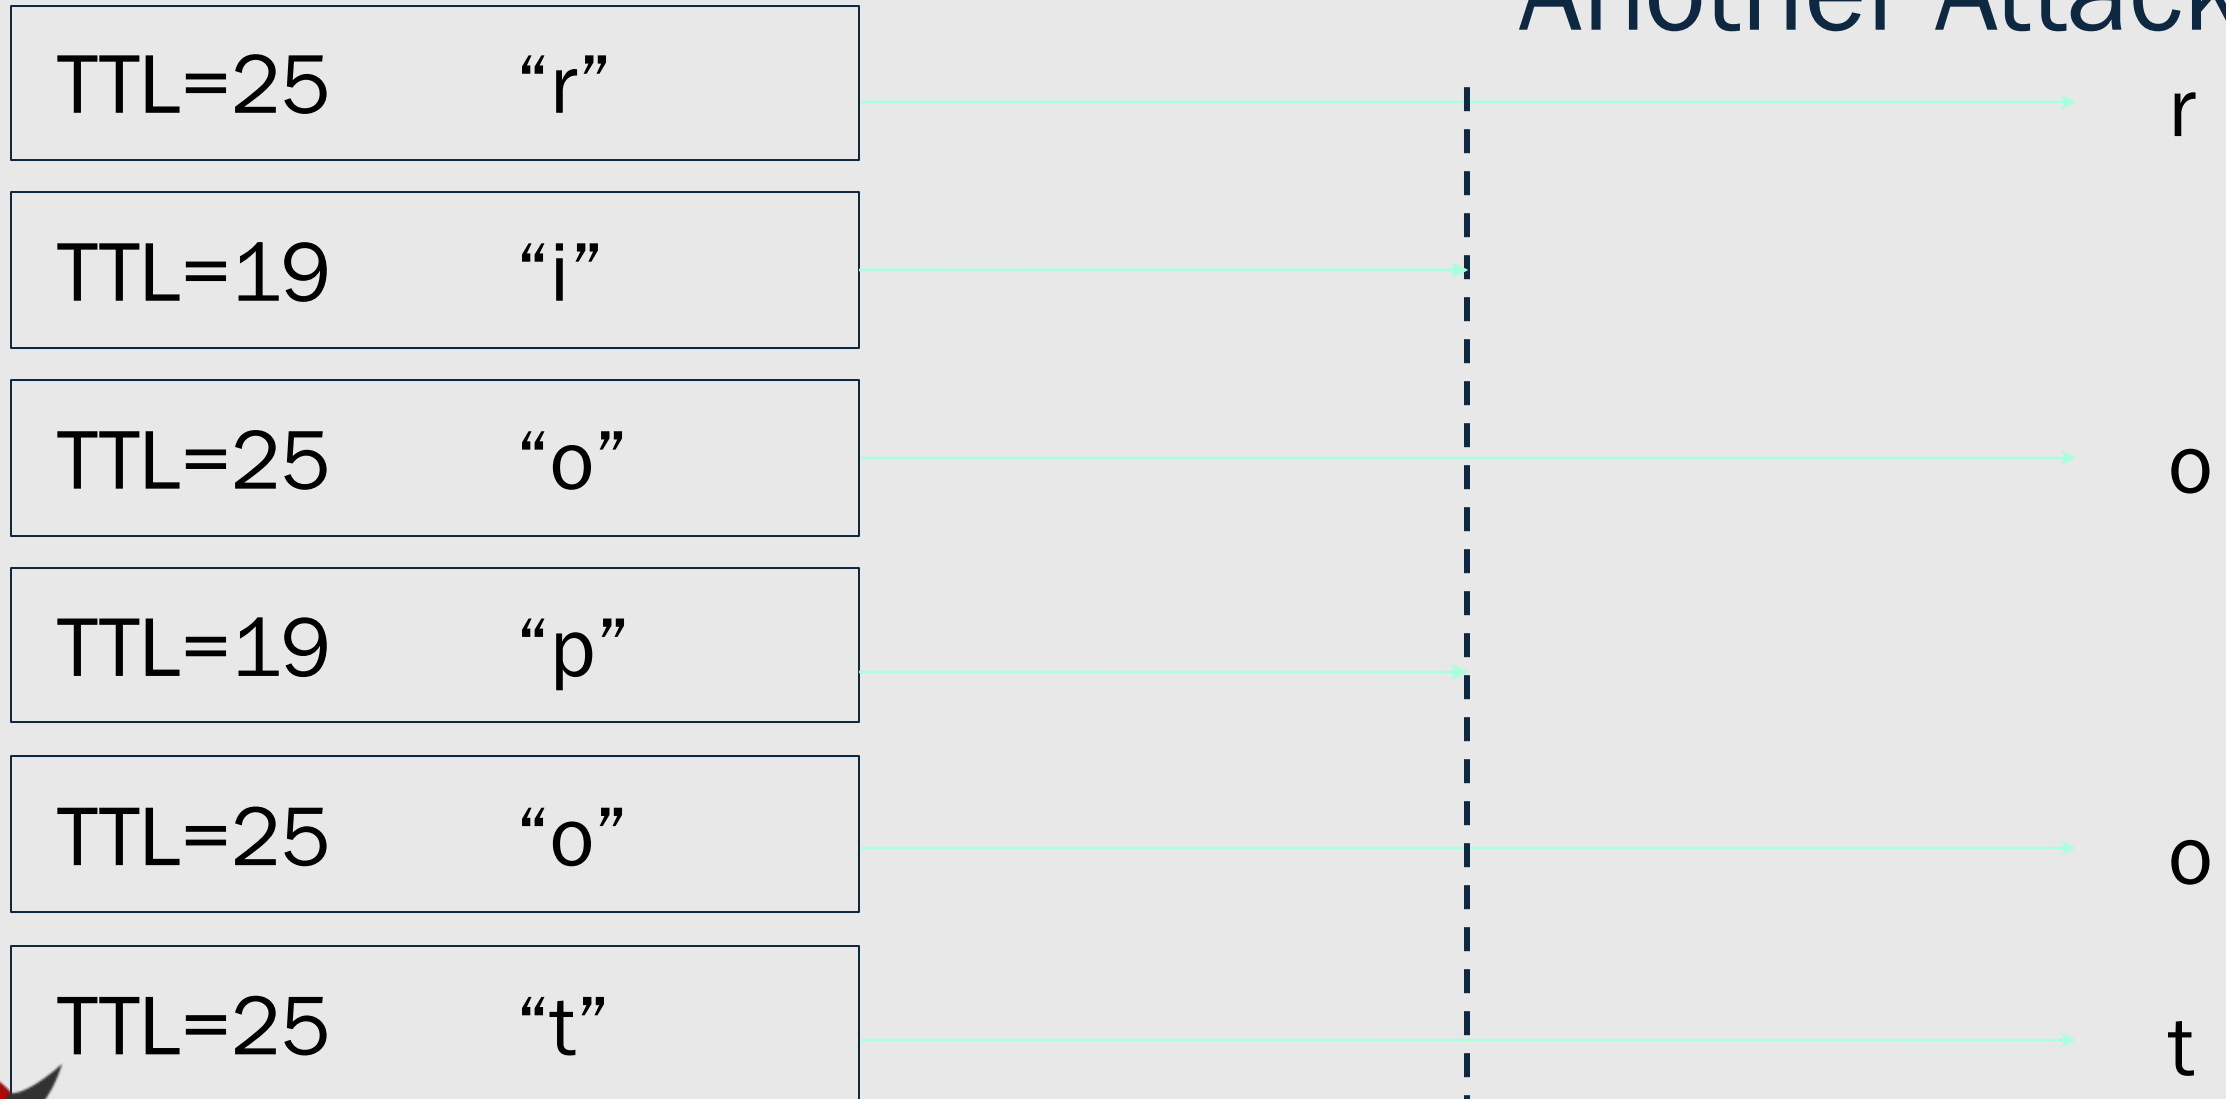 Another Attack
TTL=25 “r” r
TTL=19 “i”
TTL=25 “o” o
TTL=19 “p”
TTL=25 “o” o
TTL=25 “t” t